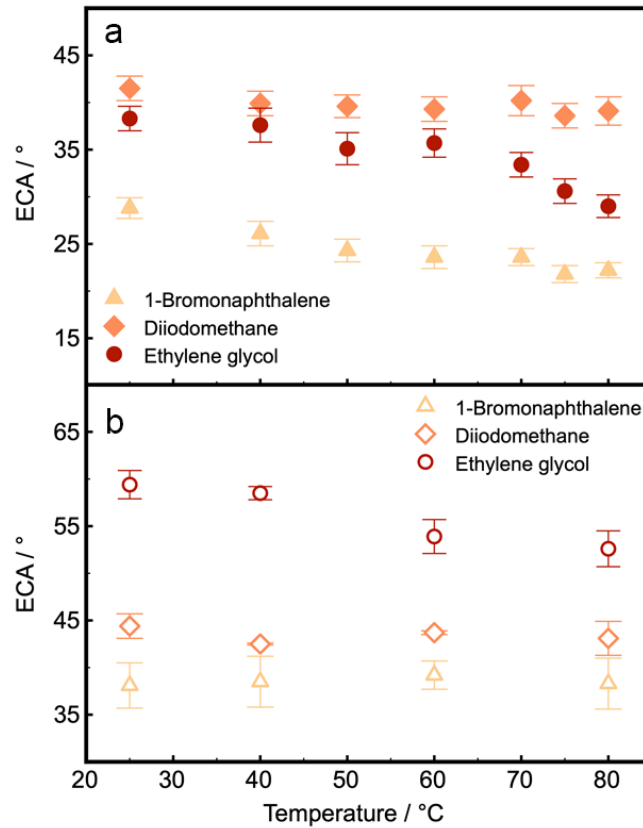 a
45
35
25
15
ECA / °
1-Bromonaphthalene
Diiodomethane
Ethylene glycol
b
65
55
45
35
ECA / °
1-Bromonaphthalene
Diiodomethane
Ethylene glycol
20 30 40 50 60 70 80
Temperature / °C